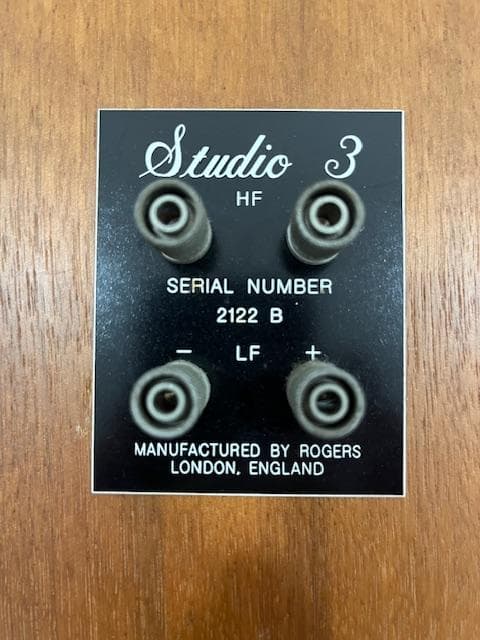 Studio 3
HF
SERIAL NUMBER
2122 B
- LF +
MANUFACTURED BY ROGERS
LONDON, ENGLAND